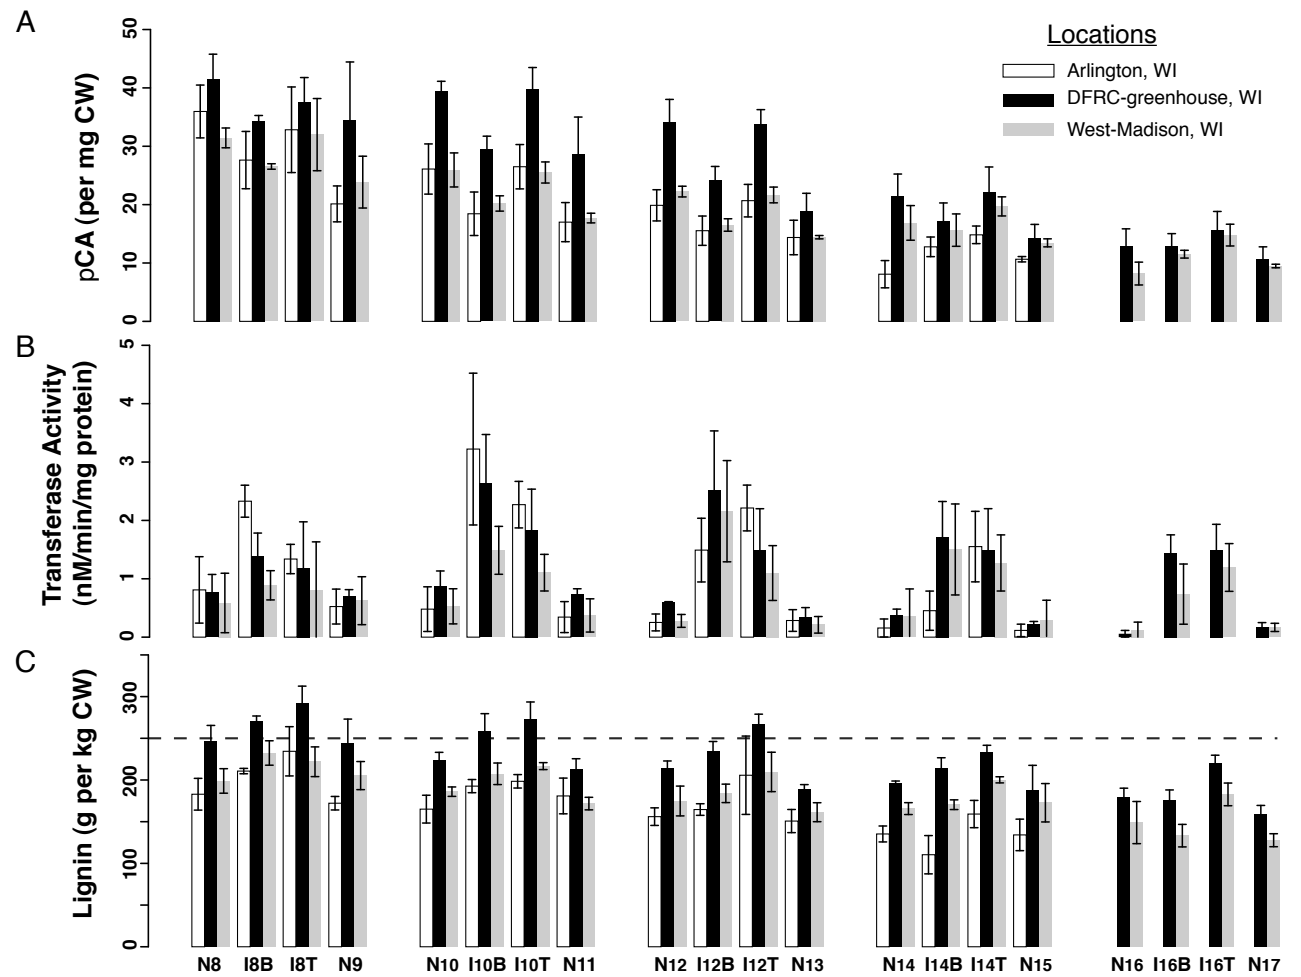 A
pCA (per mg CW)
50
40
30
20
10
0
Locations
Arlington, WI
DFRC-greenhouse, WI
West-Madison, WI
B
Transferase Activity
(nM/min/mg protein)
5
4
3
2
1
0
C
Lignin (g per kg CW)
300
200
100
0
N8 I8B I8T N9 N10 I10B I10T N11 N12 I12B I12T N13 N14 I14B I14T N15 N16 I16B I16T N17